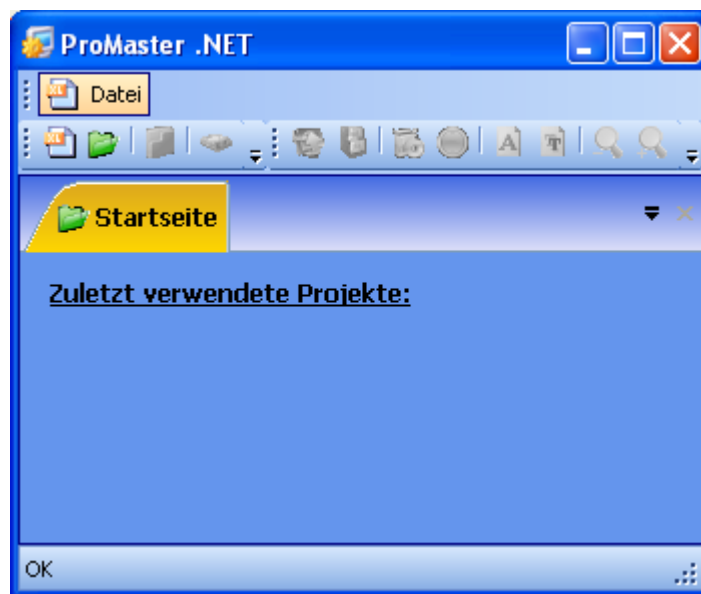 ProMaster .NET
Datei
Startseite
Zuletzt verwendete Projekte:
OK